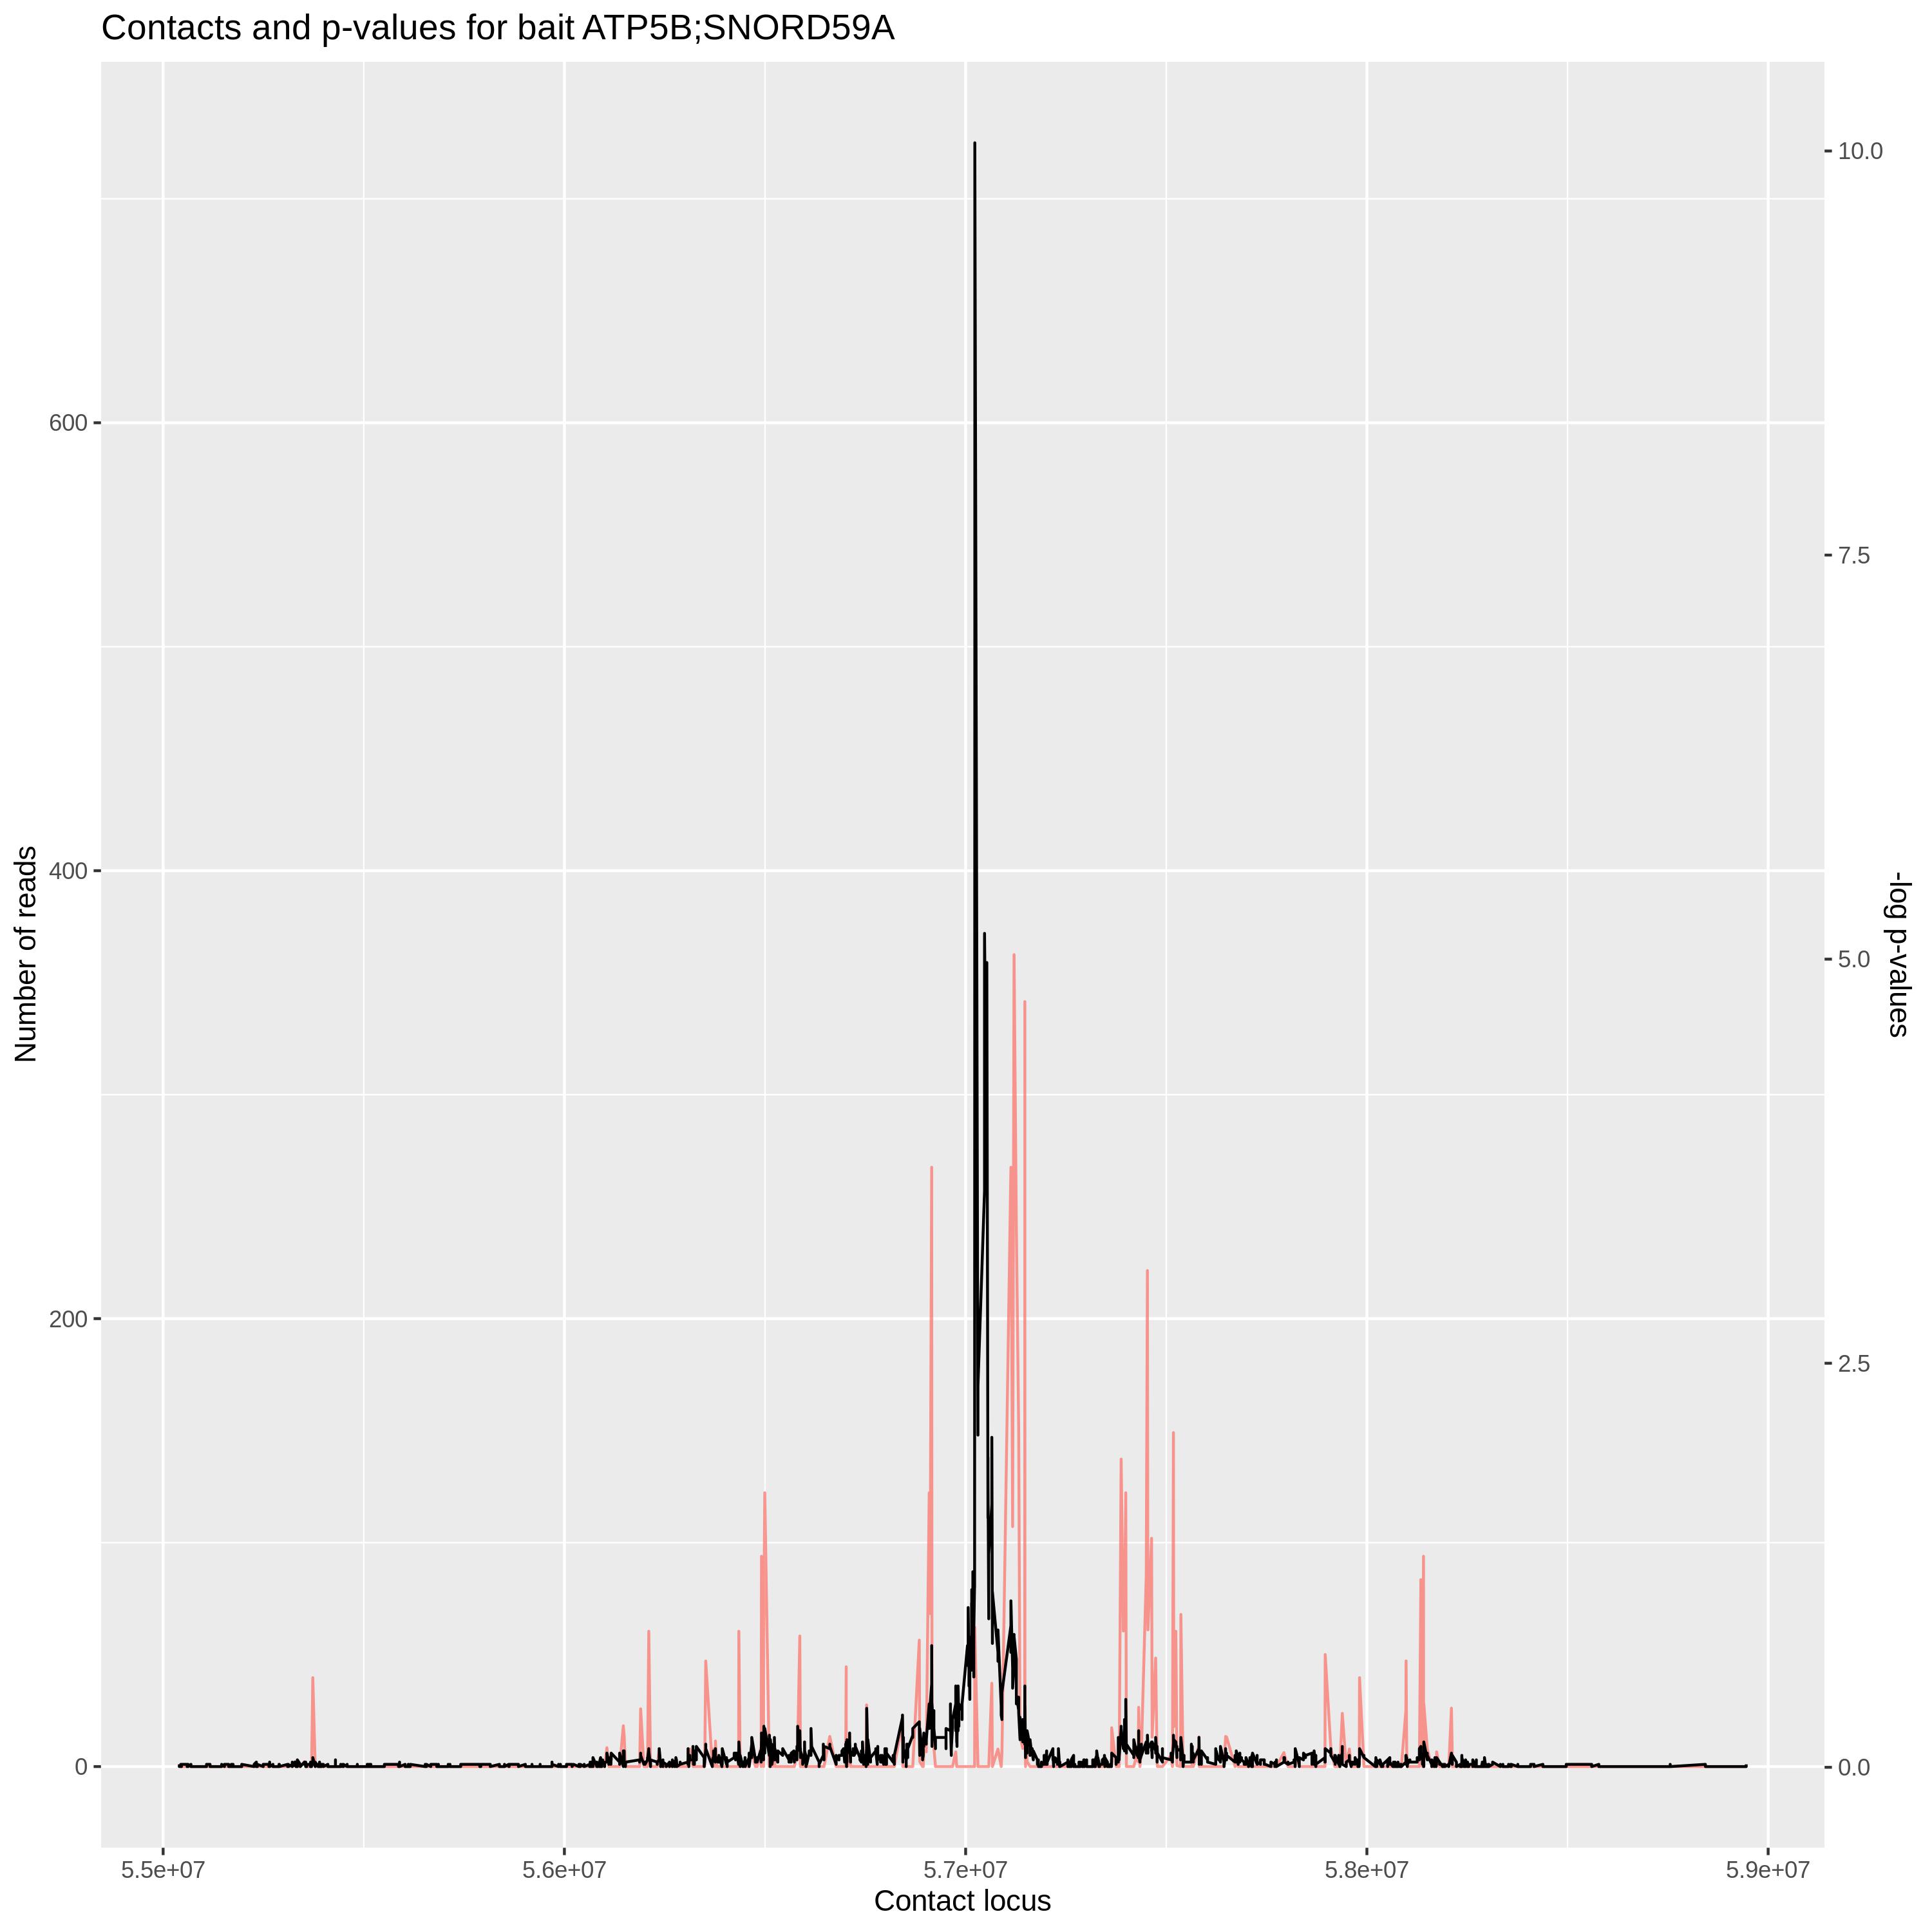 Contacts and p-values for bait ATP5B;SNORD59A
10.0
7.5
600
5.0
400
Number of reads
-log p-values
2.5
200
0
0.0
5.5e+07
5.6e+07
5.7e+07
5.8e+07
5.9e+07
Contact locus